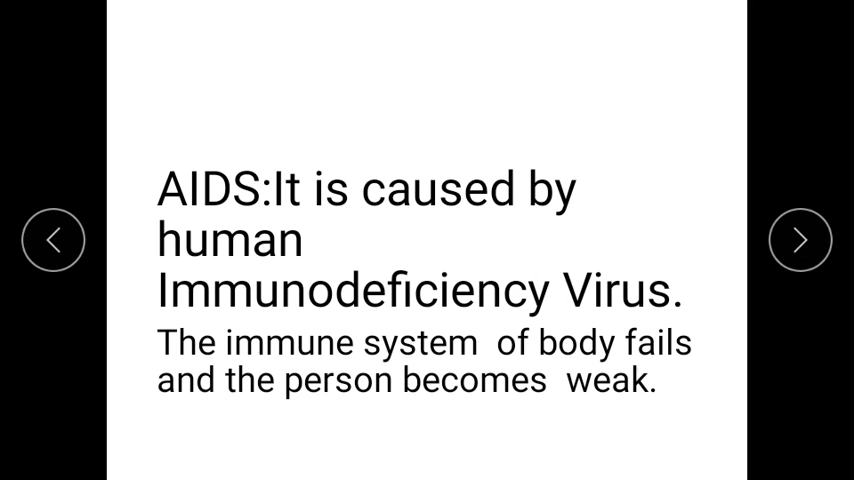 AIDS:It is caused by
human
Immunodeficiency Virus.
The immune system  of body fails
and the person becomes  weak.